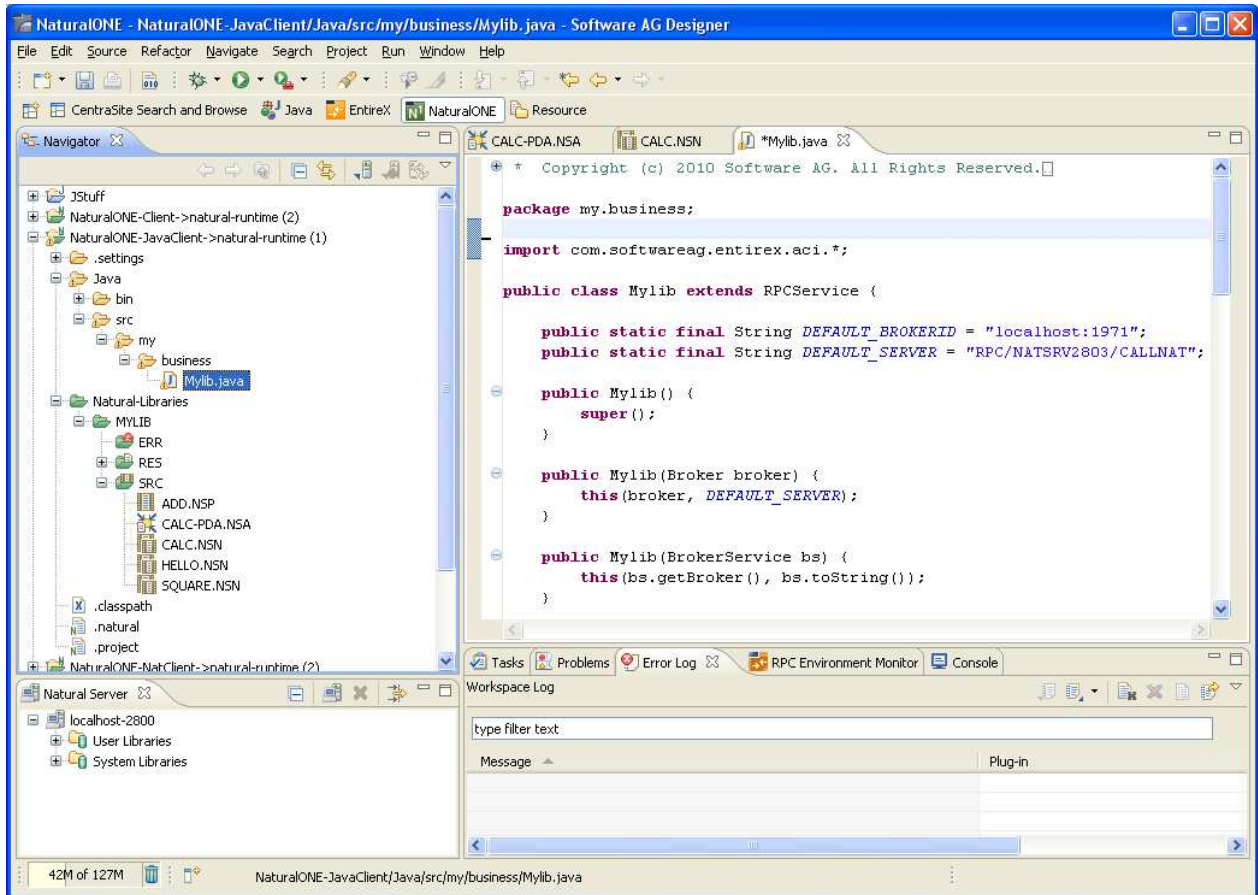 NaturalONE - NaturalONE-JavaClient/Java/src/my/business/Mylib.java - Software AG Designer
File Edit Source Refactor Navigate Search Project Run Window Help
CentraSite Search and Browse Java EntireX NaturalONE Resource
Navigator
JStuff
NaturalONE-Client->natural-runtime (2)
NaturalONE-JavaClient->natural-runtime (1)
.settings
Java
bin
src
my
business
Mylib.java
Natural-Libraries
MYLIB
ERR
RES
SRC
ADD.NSP
CALC-PDA.NSA
CALC.NSN
HELLO.NSN
SQUARE.NSN
.classpath
.natural
.project
NaturalONE-NatClient->natural-runtime (2)
CALC-PDA.NSA CALC.NSN *Mylib.java
* Copyright (c) 2010 Software AG. All Rights Reserved.
package my.business;
import com.softwareag.entirex.aci.*;
public class Mylib extends RPCService {
public static final String DEFAULT_BROKERID = "localhost:1971";
public static final String DEFAULT_SERVER = "RPC/NATSRV2803/CALLNAT";
public Mylib() {
super();
}
public Mylib(Broker broker) {
this(broker, DEFAULT_SERVER);
}
public Mylib(BrokerService bs) {
this(bs.getBroker(), bs.toString());
}
Natural Server
localhost-2800
User Libraries
System Libraries
Tasks Problems Error Log RPC Environment Monitor Console
Workspace Log
type filter text
Message Plug-in
42M of 127M NaturalONE-JavaClient/Java/src/my/business/Mylib.java